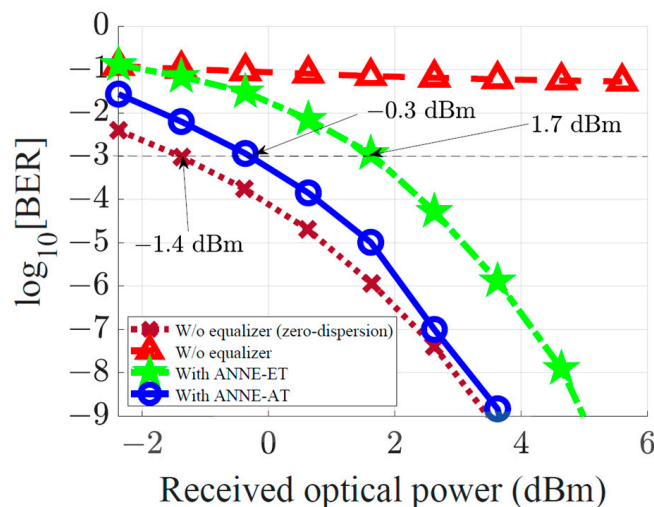 0
−1
−2
−3
−4
−5
−6
−7
−8
−9
log10[BER]
−0.3 dBm
1.7 dBm
−1.4 dBm
W/o equalizer (zero-dispersion)
W/o equalizer
With ANNE-ET
With ANNE-AT
−2
0
2
4
6
Received optical power (dBm)